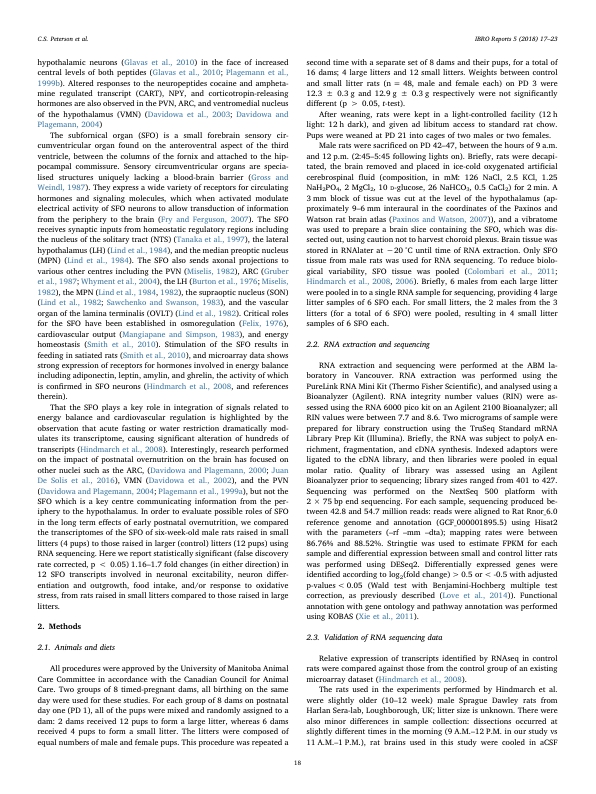 C.S. Peterson et al.
IBRO Reports 5 (2018) 17–23
hypothalamic neurons (Glavas et al., 2010) in the face of increased
central levels of both peptides (Glavas et al., 2010; Plagemann et al.,
1999b). Altered responses to the neuropeptides cocaine and ampheta-
mine regulated transcript (CART), NPY, and corticotropin-releasing
hormones are also observed in the PVN, ARC, and ventromedial nucleus
of the hypothalamus (VMN) (Davidowa et al., 2003; Davidowa and
Plagemann, 2004)
The subfornical organ (SFO) is a small forebrain sensory cir-
cumventricular organ found on the anteroventral aspect of the third
ventricle, between the columns of the fornix and attached to the hip-
pocampal commissure. Sensory circumventricular organs are speci-
alised structures uniquely lacking a blood-brain barrier (Gross and
Weindl, 1987). They express a wide variety of receptors for circulating
hormones and signaling molecules, which when activated modulate
electrical activity of SFO neurons to allow transduction of information
from the periphery to the brain (Fry and Ferguson, 2007). The SFO
receives synaptic inputs from homeostatic regulatory regions including
the nucleus of the solitary tract (NTS) (Tanaka et al., 1997), the lateral
hypothalamus (LH) (Lind et al., 1984), and the median preoptic nucleus
(MPN) (Lind et al., 1984). The SFO also sends axonal projections to
various other centres including the PVN (Miselis, 1982), ARC (Gruber
et al., 1987; Whyment et al., 2004), the LH (Burton et al., 1976; Miselis,
1982), the MPN (Lind et al., 1984, 1982), the supraoptic nucleus (SON)
(Lind et al., 1982; Sawchenko and Swanson, 1983), and the vascular
organ of the lamina terminalis (OVLT) (Lind et al., 1982). Critical roles
for the SFO have been established in osmoregulation (Felix, 1976),
cardiovascular output (Mangiapane and Simpson, 1983), and energy
homeostasis (Smith et al., 2010). Stimulation of the SFO results in
feeding in satiated rats (Smith et al., 2010), and microarray data shows
strong expression of receptors for hormones involved in energy balance
including adiponectin, leptin, amylin, and ghrelin, the activity of which
is confirmed in SFO neurons (Hindmarch et al., 2008, and references
therein).
That the SFO plays a key role in integration of signals related to
energy balance and cardiovascular regulation is highlighted by the
observation that acute fasting or water restriction dramatically mod-
ulates its transcriptome, causing significant alteration of hundreds of
transcripts (Hindmarch et al., 2008). Interestingly, research performed
on the impact of postnatal overnutrition on the brain has focused on
other nuclei such as the ARC, (Davidowa and Plagemann, 2000; Juan
De Solis et al., 2016), VMN (Davidowa et al., 2002), and the PVN
(Davidowa and Plagemann, 2004; Plagemann et al., 1999a), but not the
SFO which is a key centre communicating information from the per-
iphery to the hypothalamus. In order to evaluate possible roles of SFO
in the long term effects of early postnatal overnutrition, we compared
the transcriptomes of the SFO of six-week-old male rats raised in small
litters (4 pups) to those raised in larger (control) litters (12 pups) using
RNA sequencing. Here we report statistically significant (false discovery
rate corrected, p < 0.05) 1.16–1.7 fold changes (in either direction) in
12 SFO transcripts involved in neuronal excitability, neuron differ-
entiation and outgrowth, food intake, and/or response to oxidative
stress, from rats raised in small litters compared to those raised in large
litters.
2. Methods
2.1. Animals and diets
All procedures were approved by the University of Manitoba Animal
Care Committee in accordance with the Canadian Council for Animal
Care. Two groups of 8 timed-pregnant dams, all birthing on the same
day were used for these studies. For each group of 8 dams on postnatal
day one (PD 1), all of the pups were mixed and randomly assigned to a
dam: 2 dams received 12 pups to form a large litter, whereas 6 dams
received 4 pups to form a small litter. The litters were composed of
equal numbers of male and female pups. This procedure was repeated a
second time with a separate set of 8 dams and their pups, for a total of
16 dams; 4 large litters and 12 small litters. Weights between control
and small litter rats (n = 48, male and female each) on PD 3 were
12.3 ± 0.3 g and 12.9 g ± 0.3 g respectively were not significantly
different (p > 0.05, t-test).
After weaning, rats were kept in a light-controlled facility (12 h
light: 12 h dark), and given ad libitum access to standard rat chow.
Pups were weaned at PD 21 into cages of two males or two females.
Male rats were sacrificed on PD 42–47, between the hours of 9 a.m.
and 12 p.m. (2:45–5:45 following lights on). Briefly, rats were decapi-
tated, the brain removed and placed in ice-cold oxygenated artificial
cerebrospinal fluid (composition, in mM: 126 NaCl, 2.5 KCl, 1.25
NaH₂PO₄, 2 MgCl₂, 10 D-glucose, 26 NaHCO₃, 0.5 CaCl₂) for 2 min. A
3 mm block of tissue was cut at the level of the hypothalamus (ap-
proximately 9–6 mm interaural in the coordinates of the Paxinos and
Watson rat brain atlas (Paxinos and Watson, 2007)), and a vibratome
was used to prepare a brain slice containing the SFO, which was dis-
sected out, using caution not to harvest choroid plexus. Brain tissue was
stored in RNAlater at −20 °C until time of RNA extraction. Only SFO
tissue from male rats was used for RNA sequencing. To reduce biolo-
gical variability, SFO tissue was pooled (Colombari et al., 2011;
Hindmarch et al., 2008, 2006). Briefly, 6 males from each large litter
were pooled in to a single RNA sample for sequencing, providing 4 large
litter samples of 6 SFO each. For small litters, the 2 males from the 3
litters (for a total of 6 SFO) were pooled, resulting in 4 small litter
samples of 6 SFO each.
2.2. RNA extraction and sequencing
RNA extraction and sequencing were performed at the ABM la-
boratory in Vancouver. RNA extraction was performed using the
PureLink RNA Mini Kit (Thermo Fisher Scientific), and analysed using a
Bioanalyzer (Agilent). RNA integrity number values (RIN) were as-
sessed using the RNA 6000 pico kit on an Agilent 2100 Bioanalyzer; all
RIN values were between 7.7 and 8.6. Two micrograms of sample were
prepared for library construction using the TruSeq Standard mRNA
Library Prep Kit (Illumina). Briefly, the RNA was subject to polyA en-
richment, fragmentation, and cDNA synthesis. Indexed adaptors were
ligated to the cDNA library, and then libraries were pooled in equal
molar ratio. Quality of library was assessed using an Agilent
Bioanalyzer prior to sequencing; library sizes ranged from 401 to 427.
Sequencing was performed on the NextSeq 500 platform with
2 × 75 bp end sequencing. For each sample, sequencing produced be-
tween 42.8 and 54.7 million reads: reads were aligned to Rat Rnor_6.0
reference genome and annotation (GCF_000001895.5) using Hisat2
with the parameters (–rf –mm –dta); mapping rates were between
86.76% and 88.52%. Stringtie was used to estimate FPKM for each
sample and differential expression between small and control litter rats
was performed using DESeq2. Differentially expressed genes were
identified according to log₂(fold change) > 0.5 or < -0.5 with adjusted
p-values < 0.05 (Wald test with Benjamini-Hochberg multiple test
correction, as previously described (Love et al., 2014)). Functional
annotation with gene ontology and pathway annotation was performed
using KOBAS (Xie et al., 2011).
2.3. Validation of RNA sequencing data
Relative expression of transcripts identified by RNAseq in control
rats were compared against those from the control group of an existing
microarray dataset (Hindmarch et al., 2008).
The rats used in the experiments performed by Hindmarch et al.
were slightly older (10–12 week) male Sprague Dawley rats from
Harlan Sera-lab, Loughborough, UK; litter size is unknown. There were
also minor differences in sample collection: dissections occurred at
slightly different times in the morning (9 A.M.–12 P.M. in our study vs
11 A.M.–1 P.M.), rat brains used in this study were cooled in aCSF
18